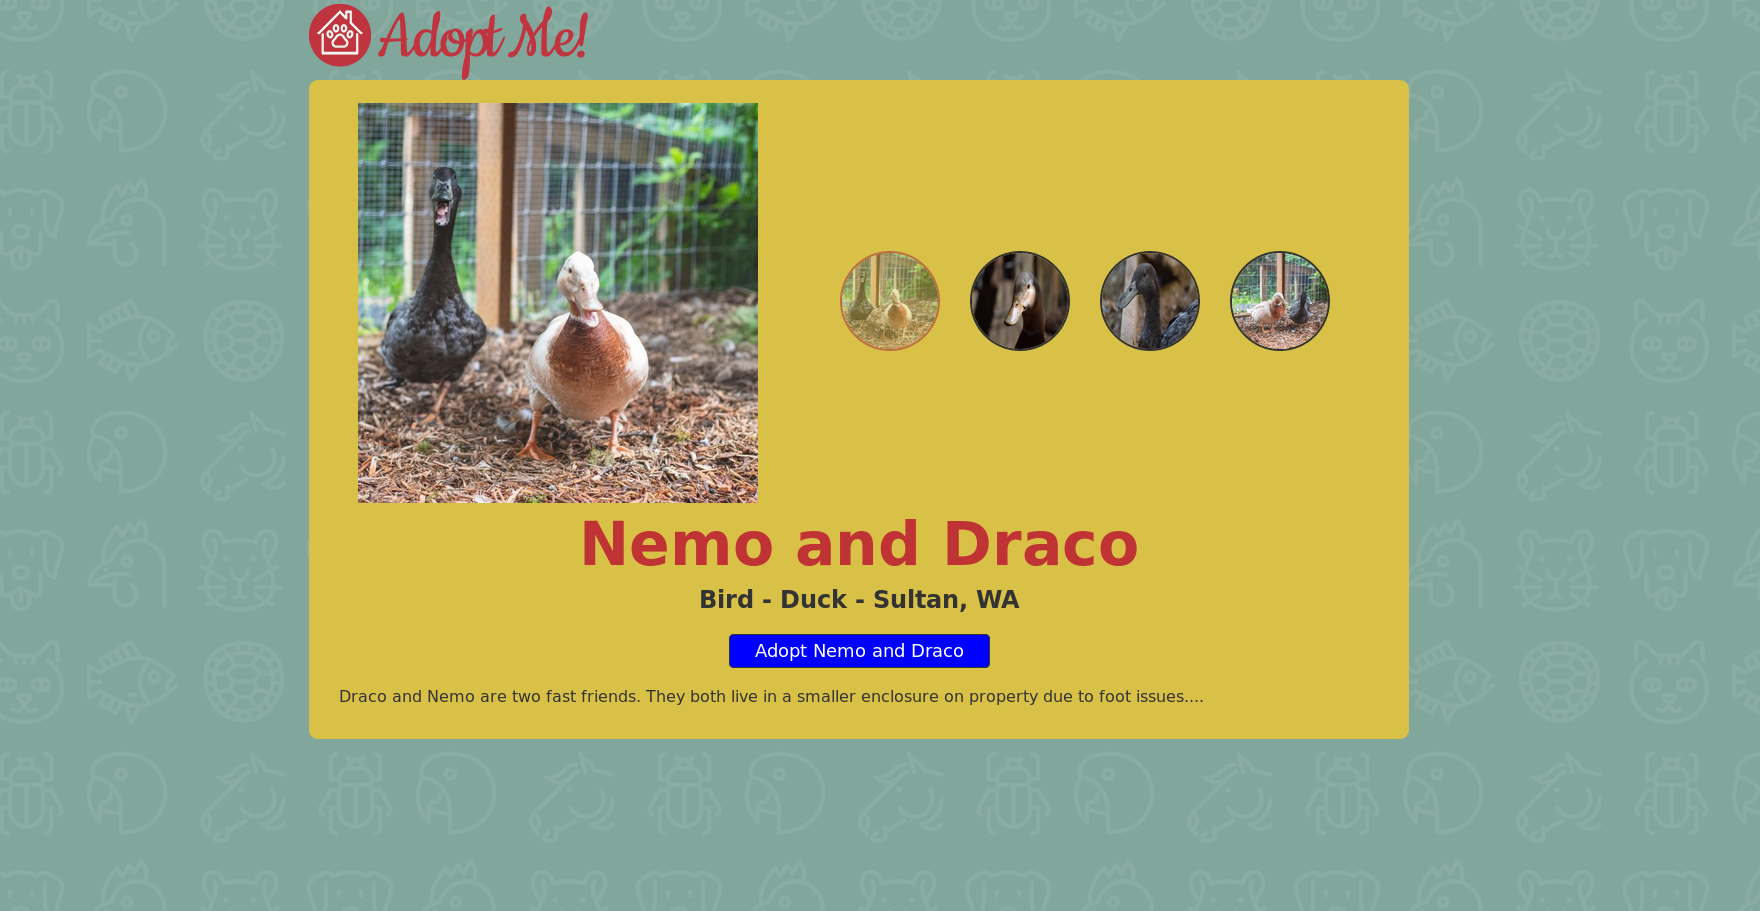 Adopt Me!
Nemo and Draco
Bird - Duck - Sultan, WA
Adopt Nemo and Draco
Draco and Nemo are two fast friends. They both live in a smaller enclosure on property due to foot issues....